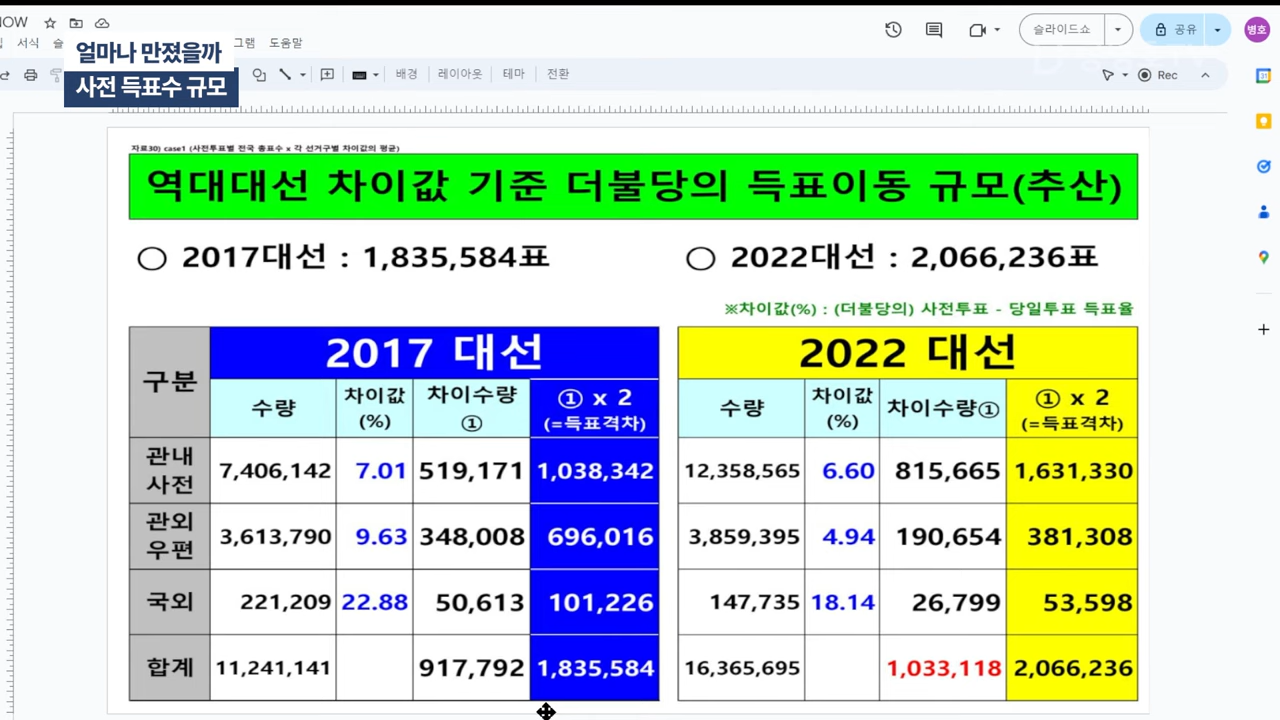 NOW
서식
그램
도움말
슬라이드쇼
공유
병호
얼마나 만졌을까
사전 득표수 규모
배경
레이아웃
테마
전환
Rec
자료30) case1 (사전투표별 전국 총표수 x 각 선거구별 차이값의 평균)
역대대선 차이값 기준 더불당의 득표이동 규모(추산)
○ 2017대선 : 1,835,584표
○ 2022대선 : 2,066,236표
※차이값(%) : (더불당의) 사전투표 - 당일투표 득표율
구분
2017 대선
수량
차이값
(%)
차이수량
①
① x 2
(=득표격차)
2022 대선
수량
차이값
(%)
차이수량①
① x 2
(=득표격차)
관내
사전
7,406,142
7.01
519,171
1,038,342
12,358,565
6.60
815,665
1,631,330
관외
우편
3,613,790
9.63
348,008
696,016
3,859,395
4.94
190,654
381,308
국외
221,209
22.88
50,613
101,226
147,735
18.14
26,799
53,598
합계
11,241,141
917,792
1,835,584
16,365,695
1,033,118
2,066,236